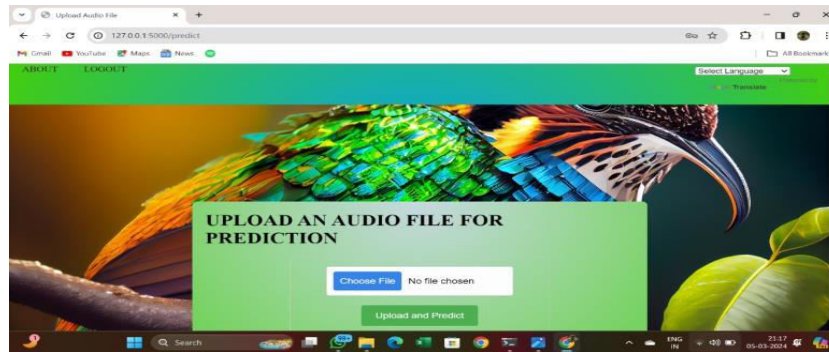 Upload Audio File
127.0.0.1:5000/predict
Gmail YouTube Maps News All Bookmark
ABOUT LOGOUT
Select Language
Translate
UPLOAD AN AUDIO FILE FOR
PREDICTION
Choose File No file chosen
Upload and Predict
Search
99+
ENG
IN
21:17
05-03-2024